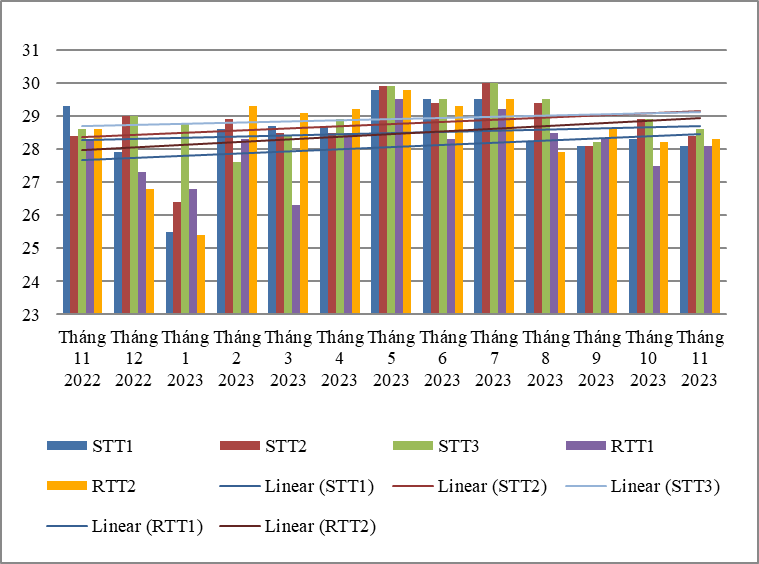 31
30
29
28
27
26
25
24
23
Tháng Tháng Tháng Tháng Tháng Tháng Tháng Tháng Tháng Tháng Tháng Tháng Tháng
11 12 1 2 3 4 5 6 7 8 9 10 11
2022 2022 2023 2023 2023 2023 2023 2023 2023 2023 2023 2023 2023
STT1 STT2 STT3 RTT1
RTT2 Linear (STT1) Linear (STT2) Linear (STT3)
Linear (RTT1) Linear (RTT2)